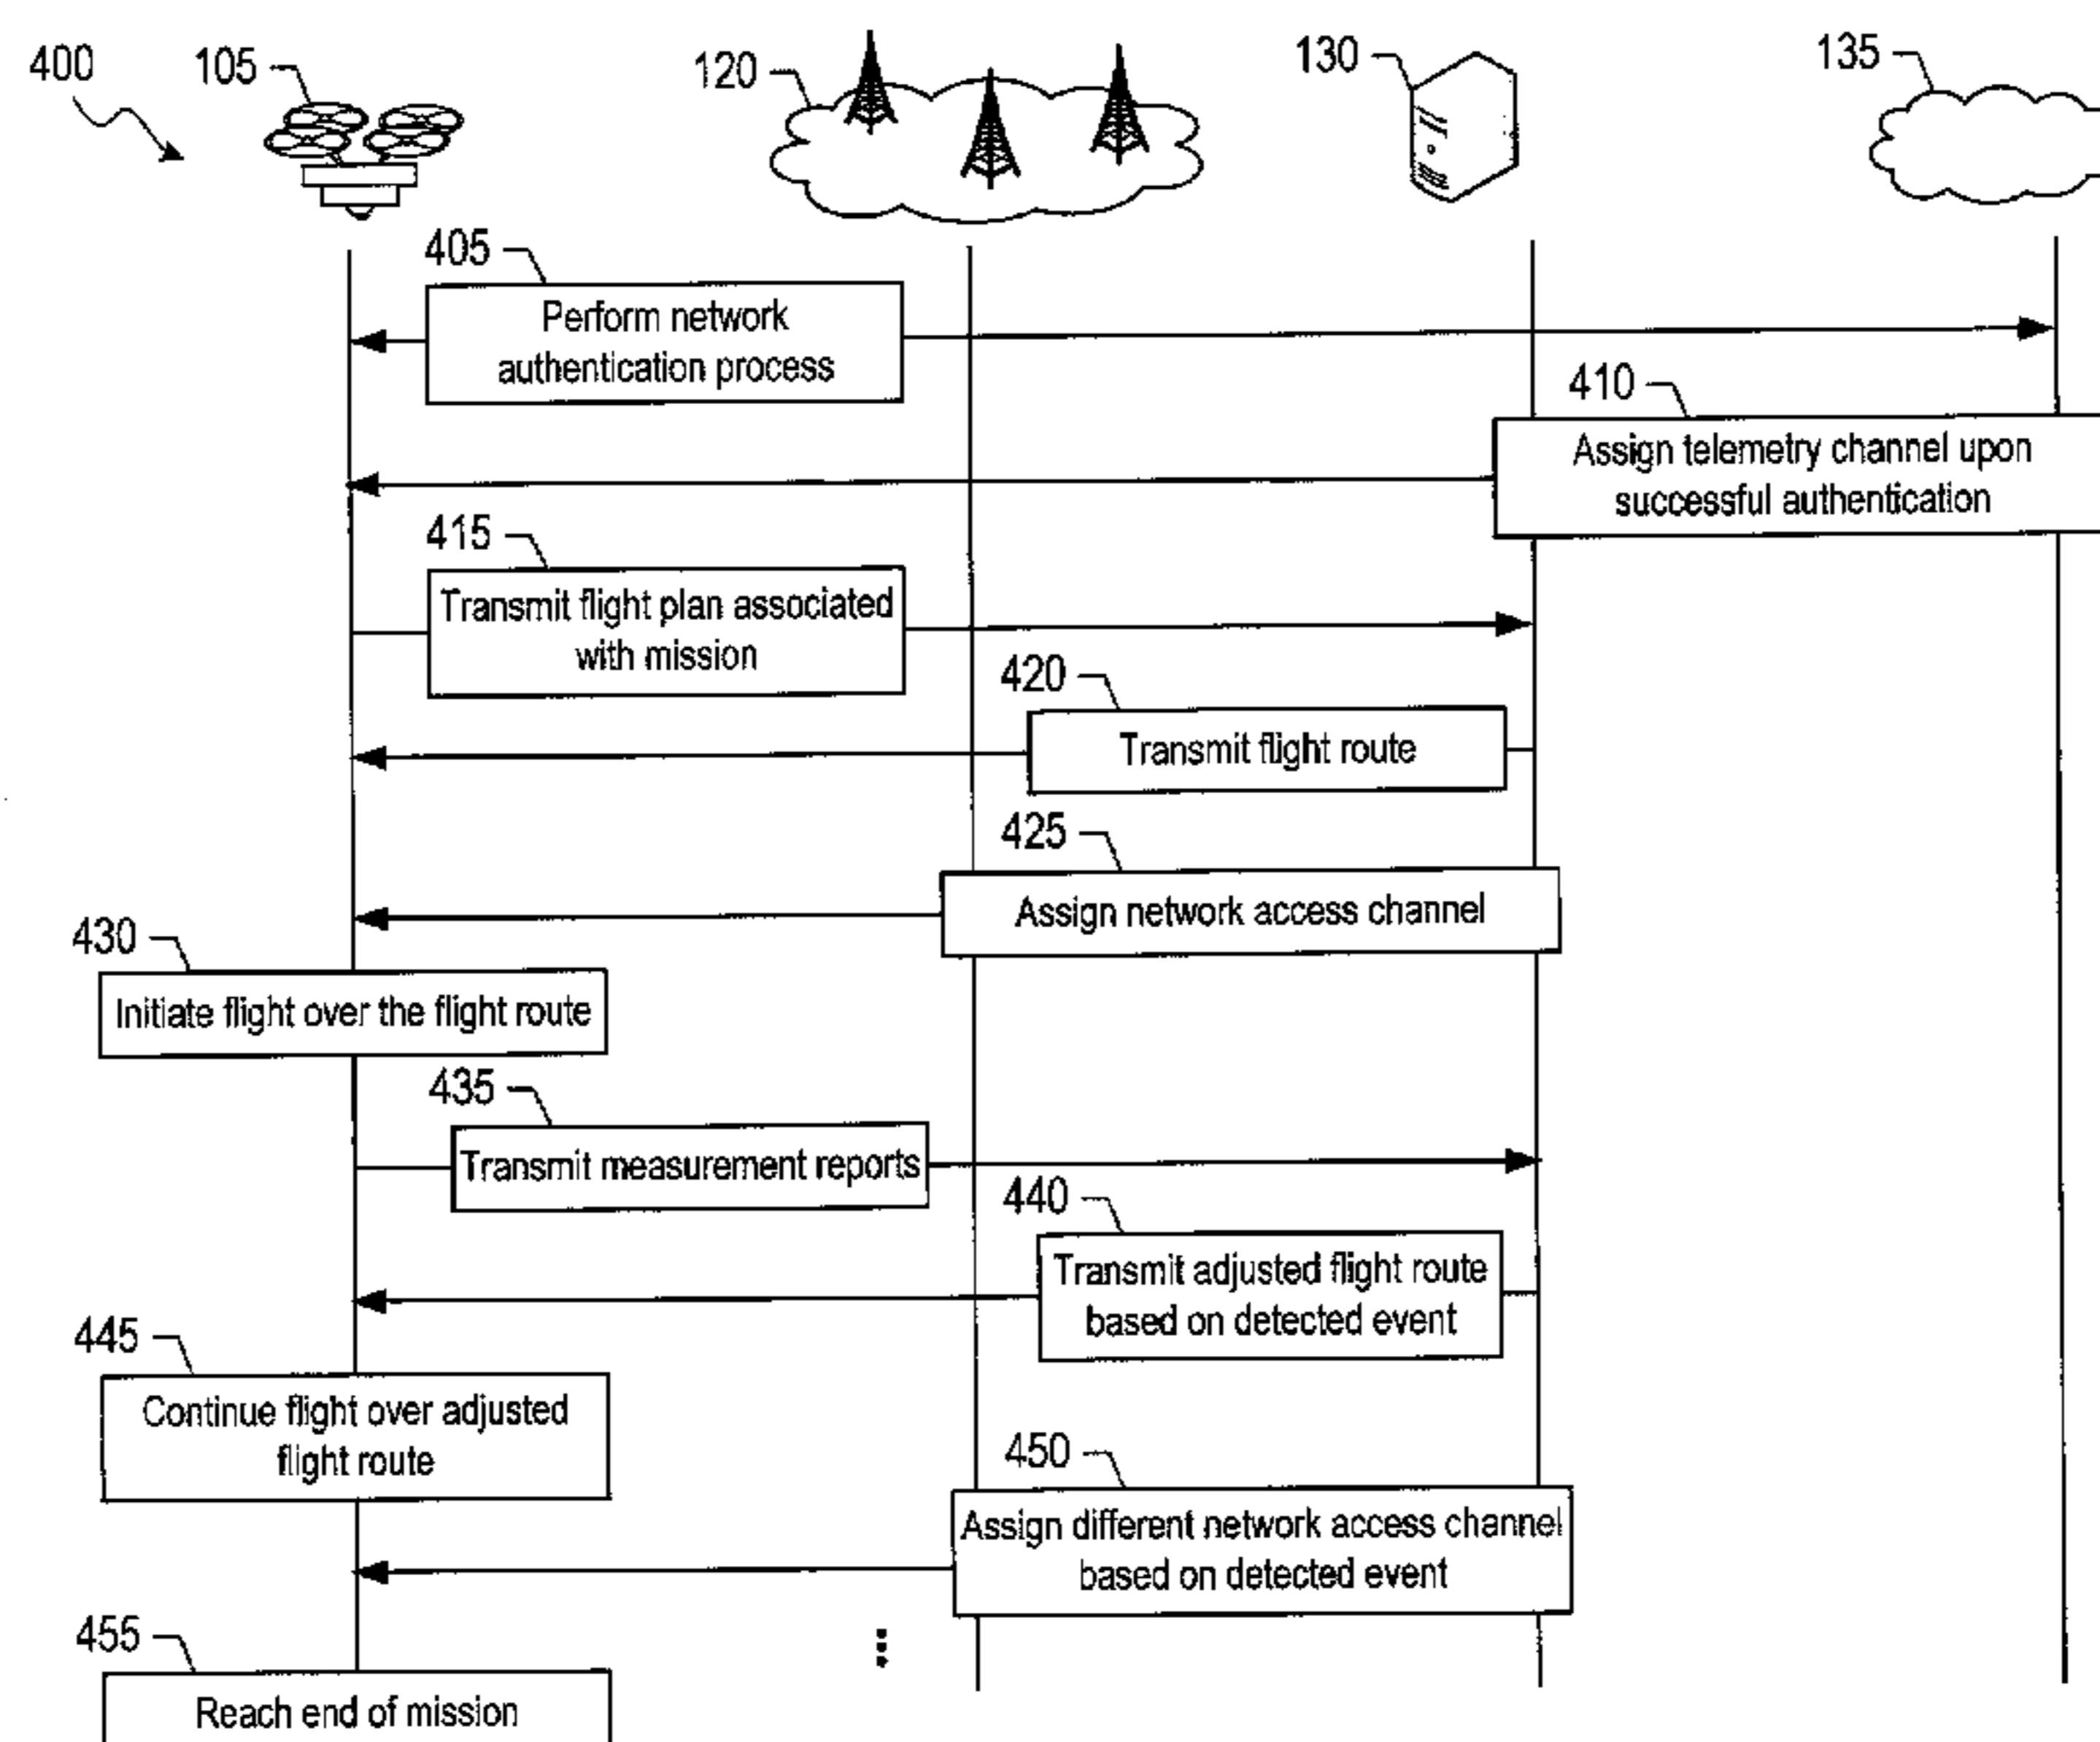 400
105
120
130
135
405
Perform network
authentication process
410
Assign telemetry channel upon
successful authentication
415
Transmit flight plan associated
with mission
420
Transmit flight route
425
Assign network access channel
430
Initiate flight over the flight route
435
Transmit measurement reports
440
Transmit adjusted flight route
based on detected event
445
Continue flight over adjusted
flight route
450
Assign different network access channel
based on detected event
455
Reach end of mission